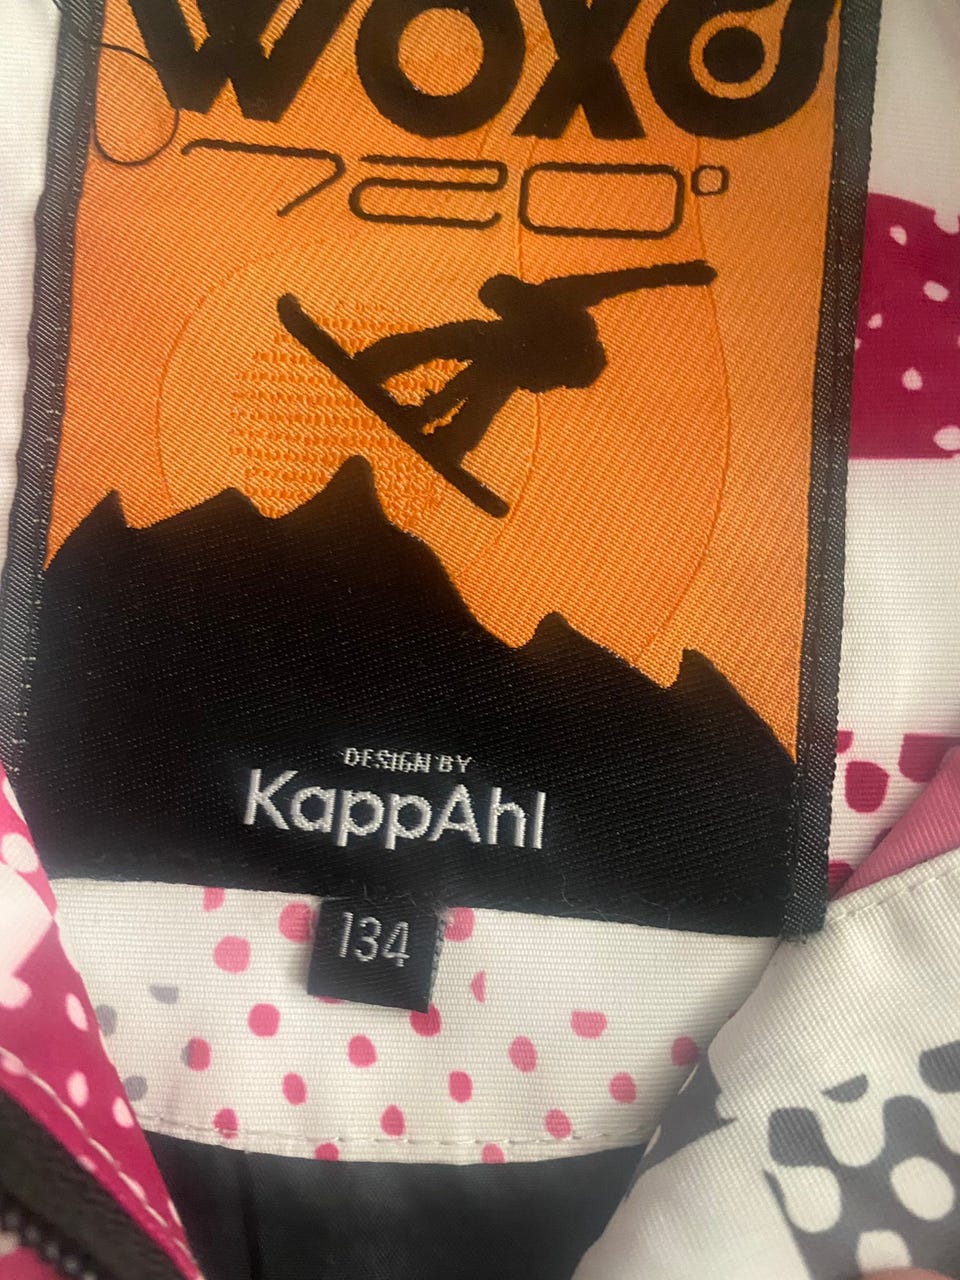 WOXO
720°
DESIGN BY
KappAhl
134